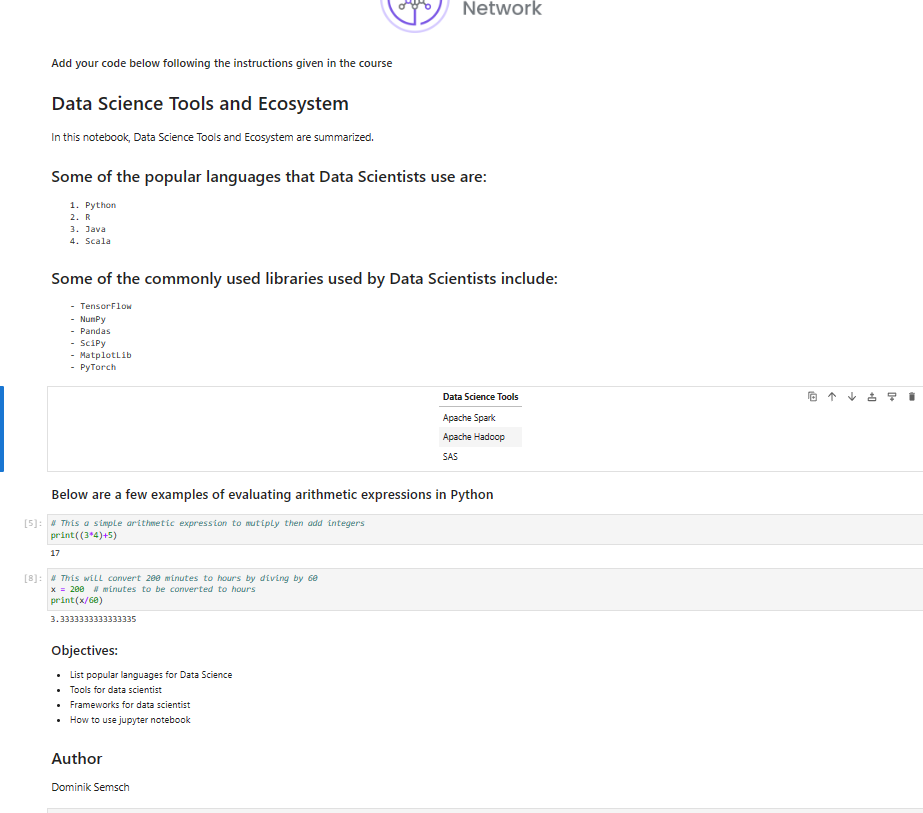 Network
Add your code below following the instructions given in the course
Data Science Tools and Ecosystem
In this notebook, Data Science Tools and Ecosystem are summarized.
Some of the popular languages that Data Scientists use are:
1. Python
2. R
3. Java
4. Scala
Some of the commonly used libraries used by Data Scientists include:
- TensorFlow
- NumPy
- Pandas
- SciPy
- MatplotLib
- PyTorch
Data Science Tools
Apache Spark
Apache Hadoop
SAS
Below are a few examples of evaluating arithmetic expressions in Python
[5]: # This a simple arithmetic expression to mutiply then add integers
print((3*4)+5)
17
[8]: # This will convert 200 minutes to hours by diving by 60
x = 200  # minutes to be converted to hours
print(x/60)
3.3333333333333335
Objectives:
• List popular languages for Data Science
• Tools for data scientist
• Frameworks for data scientist
• How to use jupyter notebook
Author
Dominik Semsch